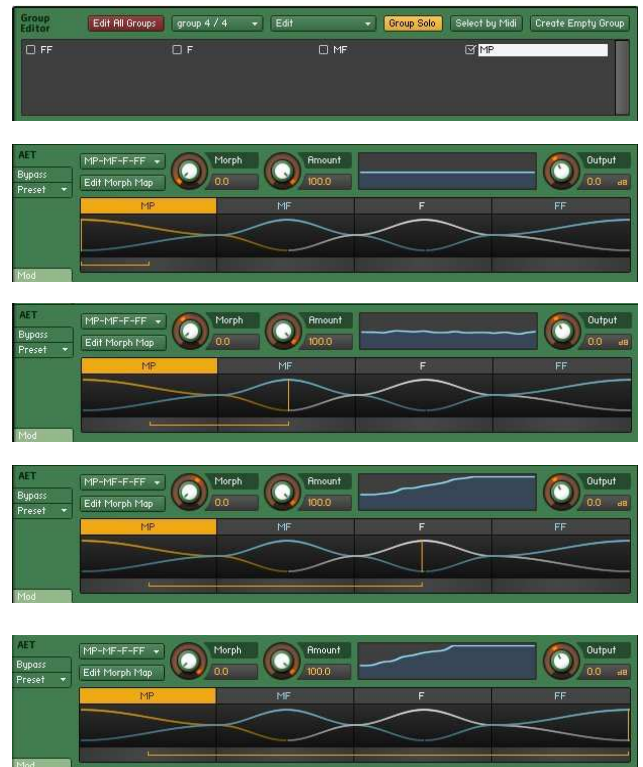 Group Editor
Edit All Groups group 4 / 4 Edit Group Solo Select by Midi Create Empty Group
FF F MF MP
AET
MP-MF-F-FF Morph Amount Output
Bypass
Edit Morph Map 0.0 100.0 0.0 dB
Preset
MP MF F FF
Mod
AET
MP-MF-F-FF Morph Amount Output
Bypass
Edit Morph Map 0.0 100.0 0.0 dB
Preset
MP MF F FF
Mod
AET
MP-MF-F-FF Morph Amount Output
Bypass
Edit Morph Map 0.0 100.0 0.0 dB
Preset
MP MF F FF
Mod
AET
MP-MF-F-FF Morph Amount Output
Bypass
Edit Morph Map 0.0 100.0 0.0 dB
Preset
MP MF F FF
Mod